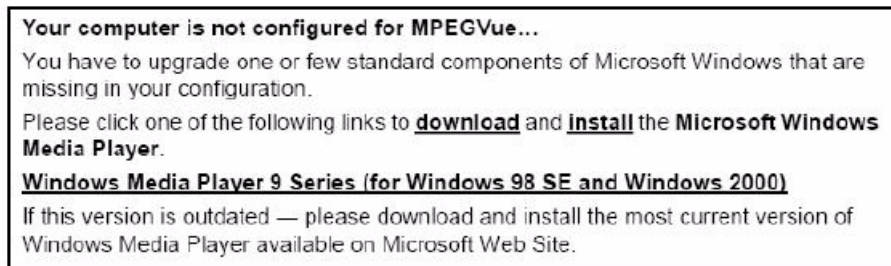 Your computer is not configured for MPEGVue...
You have to upgrade one or few standard components of Microsoft Windows that are
missing in your configuration.
Please click one of the following links to download and install the Microsoft Windows
Media Player.
Windows Media Player 9 Series (for Windows 98 SE and Windows 2000)
If this version is outdated — please download and install the most current version of
Windows Media Player available on Microsoft Web Site.